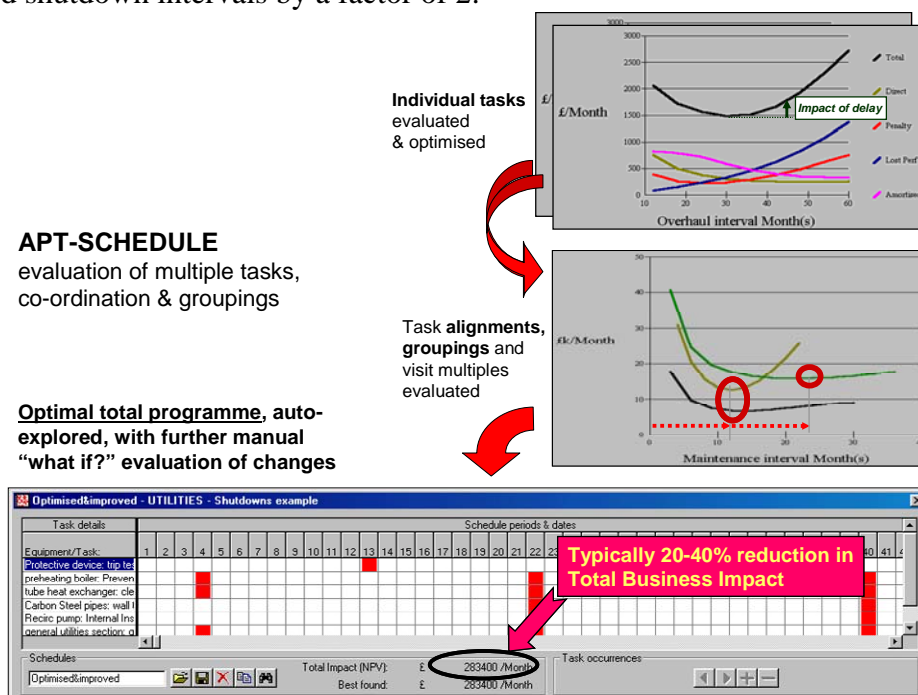 d shutdown intervals by a factor of 2.
3000
3000
2500
2000
1500
1000
500
0
10 20 30 40 50 60
£/
£/Month
Overhaul interval Month(s)
Total
Direct
Penalty
Lost Perf
Impact of delay
Individual tasks
evaluated
& optimised
APT-SCHEDULE
evaluation of multiple tasks,
co-ordination & groupings
50
40
30
20
10
0
0 10 20 30
£k/Month
Maintenance interval Month(s)
Task alignments,
groupings and
visit multiples
evaluated
Optimal total programme, auto-
explored, with further manual
“what if?” evaluation of changes
Optimised&improved - UTILITIES - Shutdowns example
Task details
Schedule periods & dates
Equipment/Task: 1 2 3 4 5 6 7 8 9 10 11 12 13 14 15 16 17 18 19 20 21 22 23 40 41
Protective device: trip tes
preheating boiler: Preven
tube heat exchanger: cle
Carbon Steel pipes: wall
Recirc pump: Internal Ins
general utilities section: g
Typically 20-40% reduction in
Total Business Impact
Schedules
Optimised&improved
Total Impact (NPV): £ 283400 /Month
Best found: £ 283400 /Month
Task occurrences